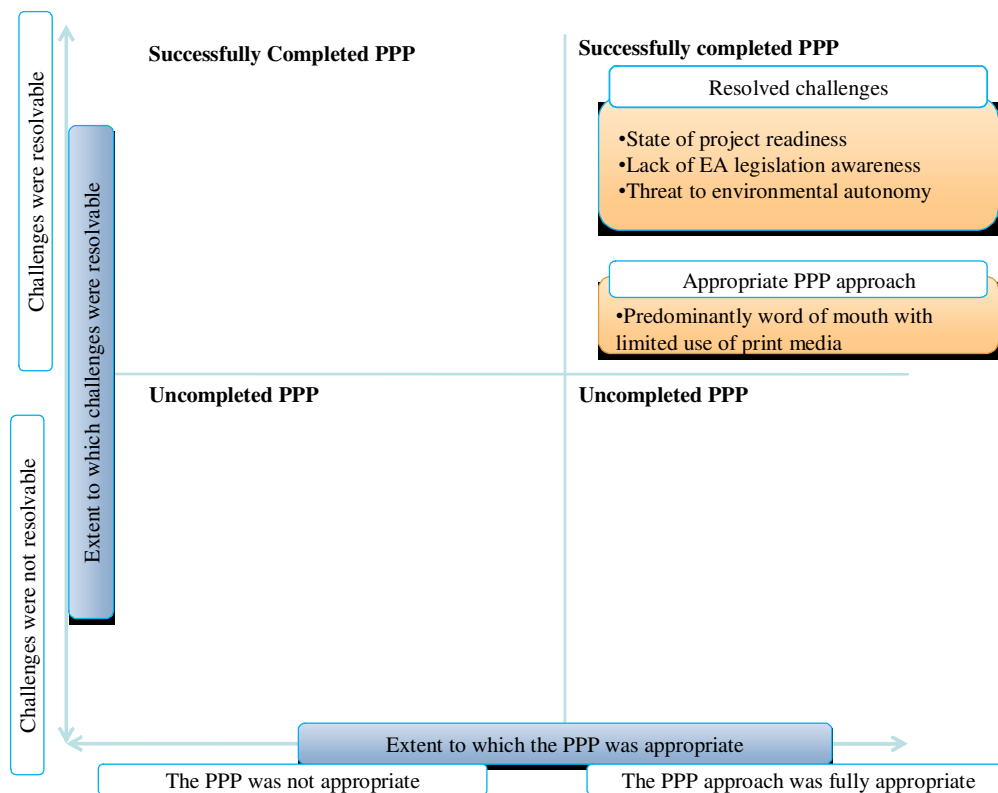 Challenges were resolvable
Extent to which challenges were resolvable
Challenges were not resolvable
Successfully Completed PPP
Successfully completed PPP
Resolved challenges
•State of project readiness
•Lack of EA legislation awareness
•Threat to environmental autonomy
Appropriate PPP approach
•Predominantly word of mouth with
limited use of print media
Uncompleted PPP
Uncompleted PPP
Extent to which the PPP was appropriate
The PPP was not appropriate
The PPP approach was fully appropriate